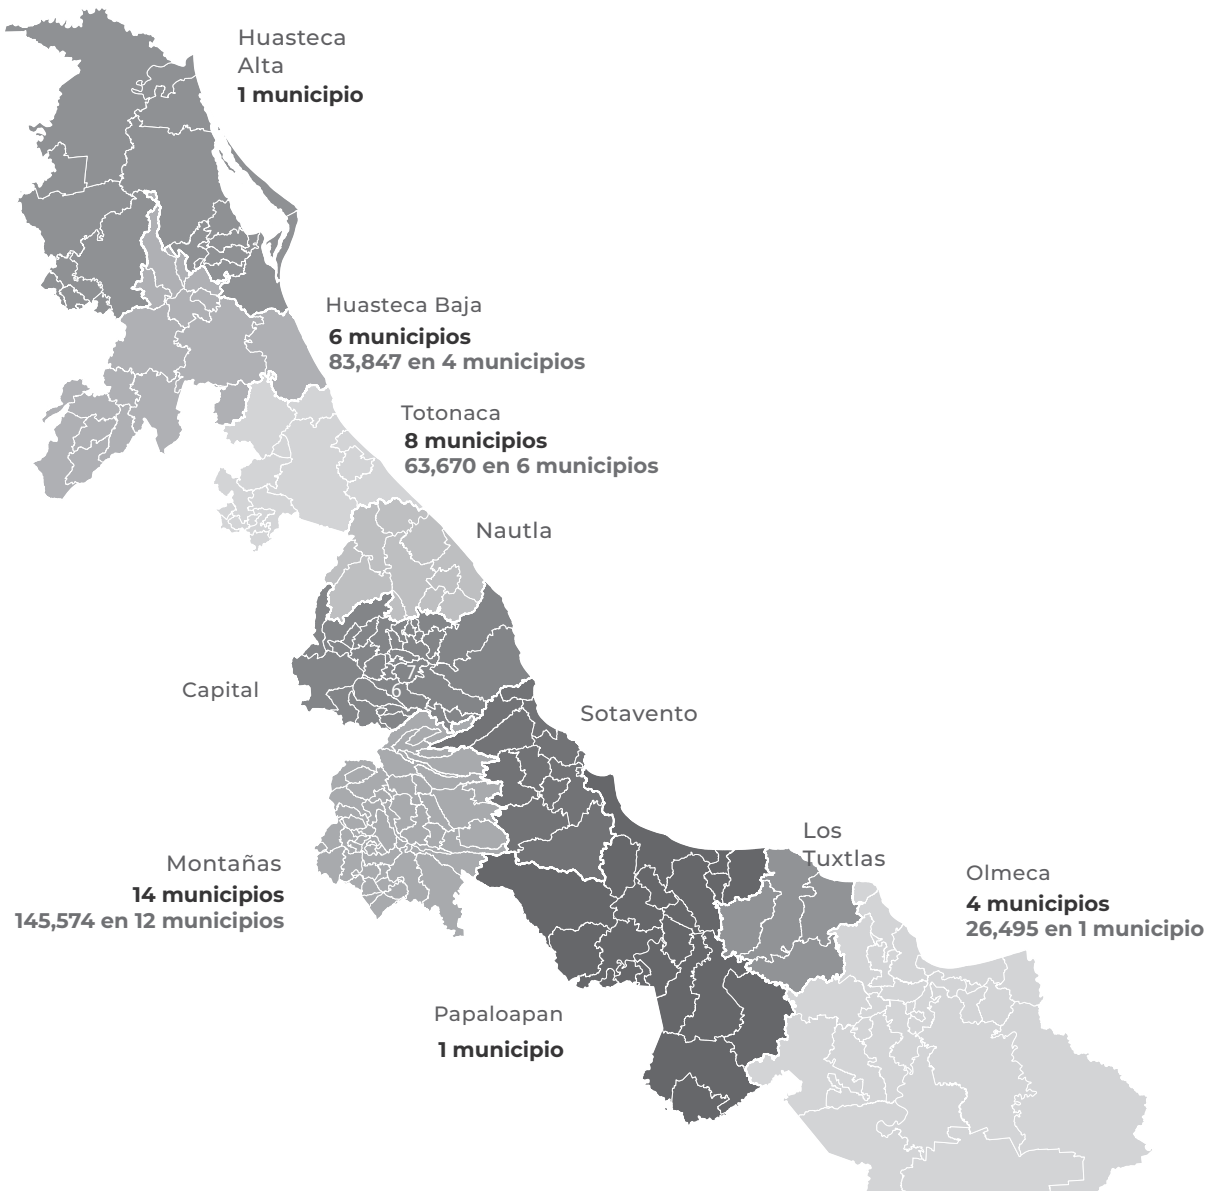 Huasteca
Alta
1 municipio
Huasteca Baja
6 municipios
83,847 en 4 municipios
Totonaca
8 municipios
63,670 en 6 municipios
Nautla
7
6
Capital
Sotavento
Los
Tuxtlas
Montañas
14 municipios
145,574 en 12 municipios
Olmeca
4 municipios
26,495 en 1 municipio
Papaloapan
1 municipio